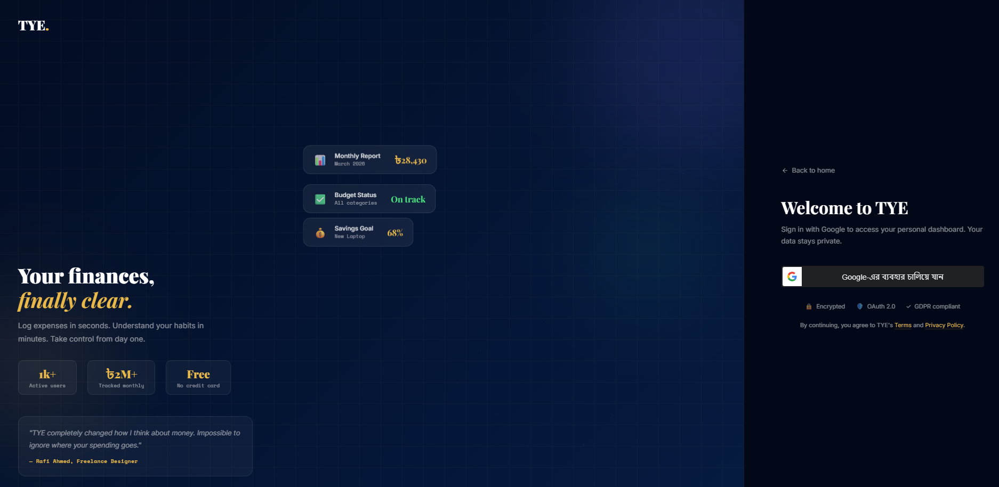 TYE.
Monthly Report
March 2026
৳28,430
Budget Status
All categories
On track
Savings Goal
New Laptop
68%
Your finances,
finally clear.
Log expenses in seconds. Understand your habits in
minutes. Take control from day one.
1k+
Active users
৳2M+
Tracked monthly
Free
No credit card
"TYE completely changed how I think about money. Impossible to
ignore where your spending goes."
— Rafi Ahmed, Freelance Designer
← Back to home
Welcome to TYE
Sign in with Google to access your personal dashboard. Your
data stays private.
Google-এর ব্যবহার চালিয়ে যান
Encrypted
OAuth 2.0
✓ GDPR compliant
By continuing, you agree to TYE's Terms and Privacy Policy.